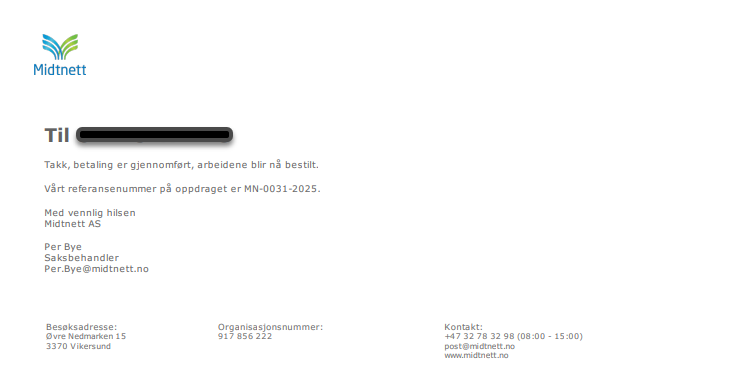 Midtnett
Til
Takk, betaling er gjennomført, arbeidene blir nå bestilt.
Vårt referansenummer på oppdraget er MN-0031-2025.
Med vennlig hilsen
Midtnett AS
Per Bye
Saksbehandler
Per.Bye@midtnett.no
Besøksadresse:
Øvre Nedmarken 15
3370 Vikersund
Organisasjonsnummer:
917 856 222
Kontakt:
+47 32 78 32 98 (08:00 - 15:00)
post@midtnett.no
www.midtnett.no